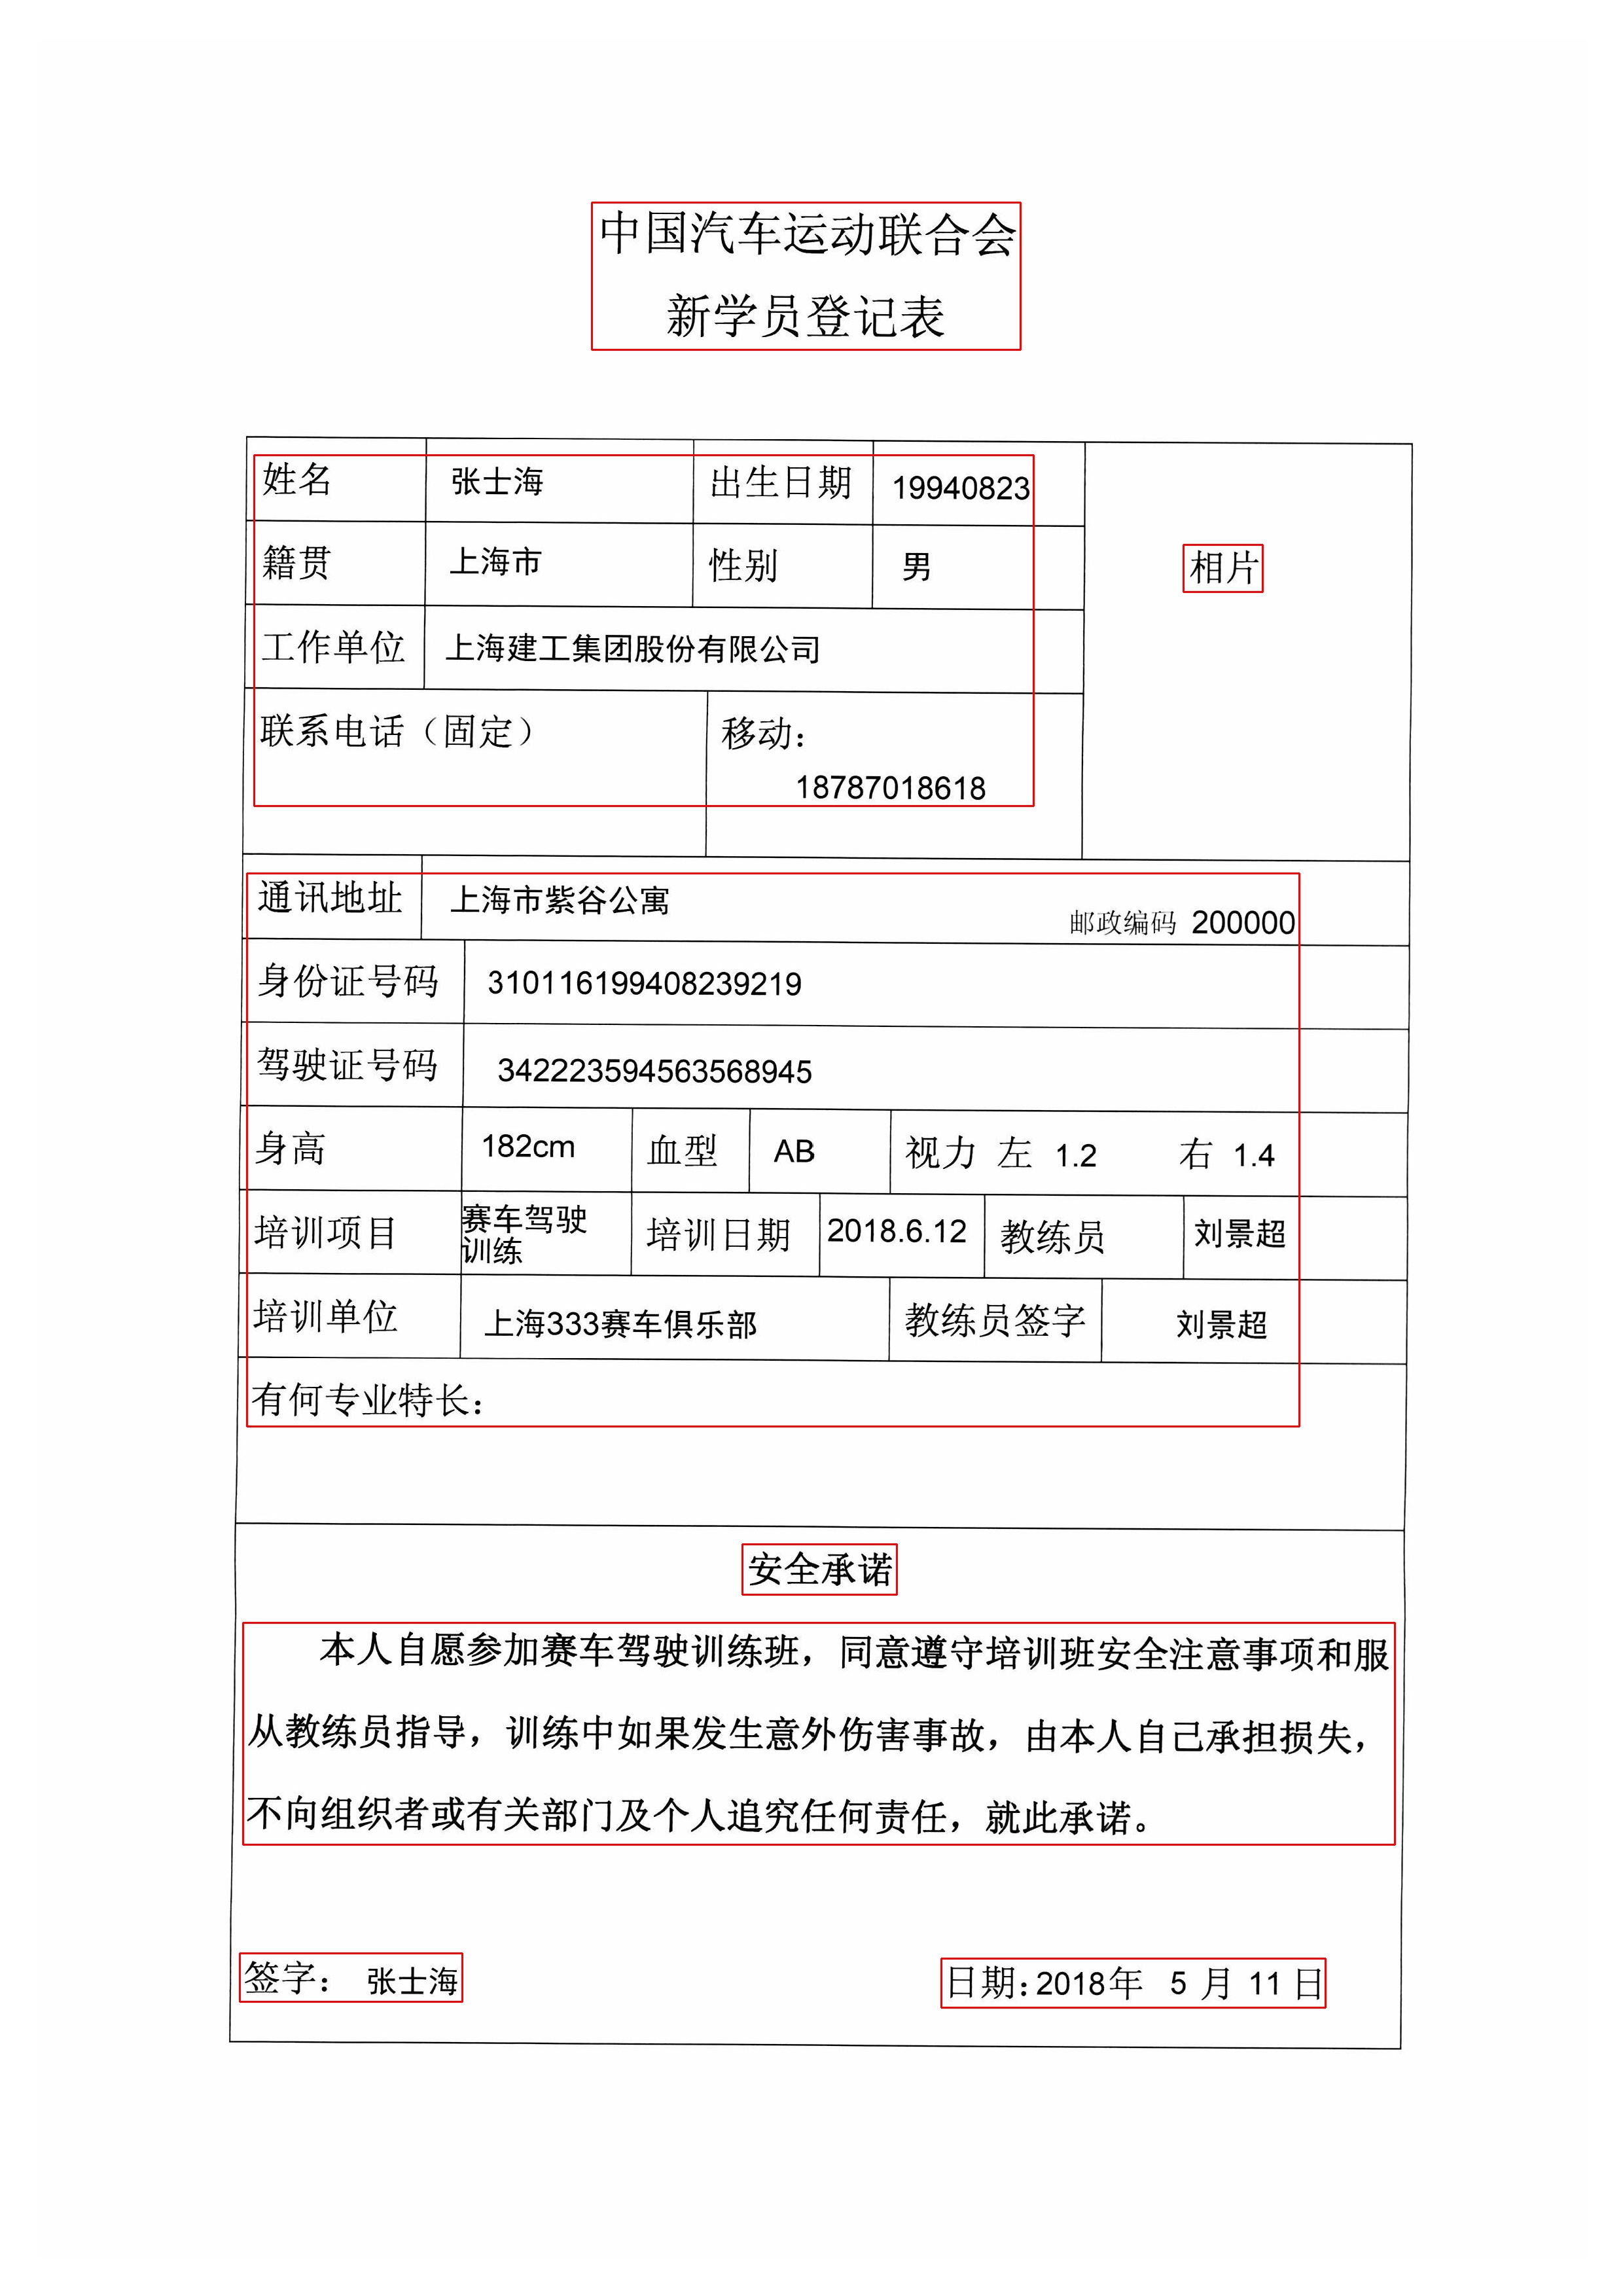 中国汽车运动联合会
新学员登记表
姓名 张士海 出生日期 19940823
籍贯 上海市 性别 男 相片
工作单位 上海建工集团股份有限公司
联系电话（固定） 移动：
18787018618
通讯地址 上海市紫谷公寓 邮政编码 200000
身份证号码 310116199408239219
驾驶证号码 342223594563568945
身高 182cm 血型 AB 视力 左 1.2 右 1.4
培训项目 赛车驾驶 培训日期 2018.6.12 教练员 刘景超
训练
培训单位 上海333赛车俱乐部 教练员签字 刘景超
有何专业特长：
安全承诺
本人自愿参加赛车驾驶训练班，同意遵守培训班安全注意事项和服
从教练员指导，训练中如果发生意外伤害事故，由本人自己承担损失，
不向组织者或有关部门及个人追究任何责任，就此承诺。
签字： 张士海 日期：2018年 5 月 11 日